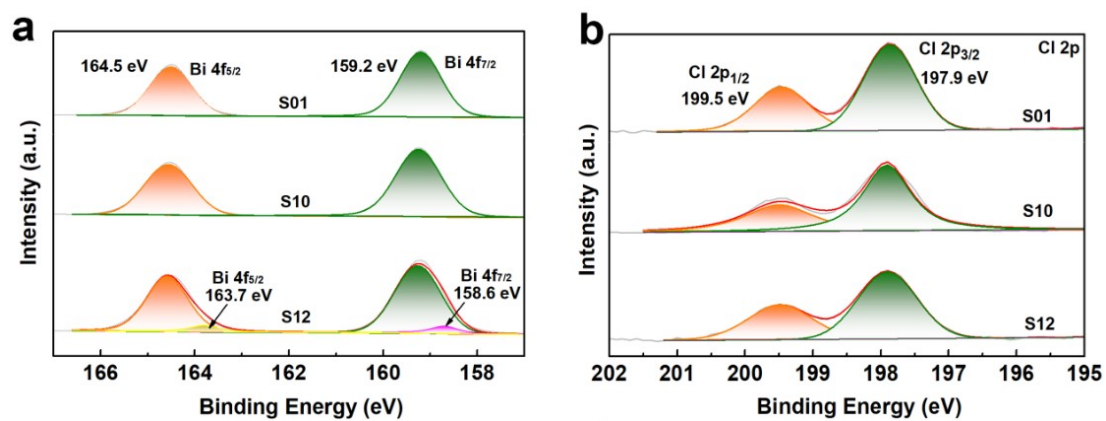 a
164.5 eV
Bi 4f5/2
159.2 eV
Bi 4f7/2
S01
S10
Bi 4f5/2
163.7 eV
Bi 4f7/2
158.6 eV
S12
Intensity (a.u.)
166 164 162 160 158
Binding Energy (eV)
b
Cl 2p1/2
199.5 eV
Cl 2p3/2
197.9 eV
Cl 2p
S01
S10
S12
Intensity (a.u.)
202 201 200 199 198 197 196 195
Binding Energy (eV)